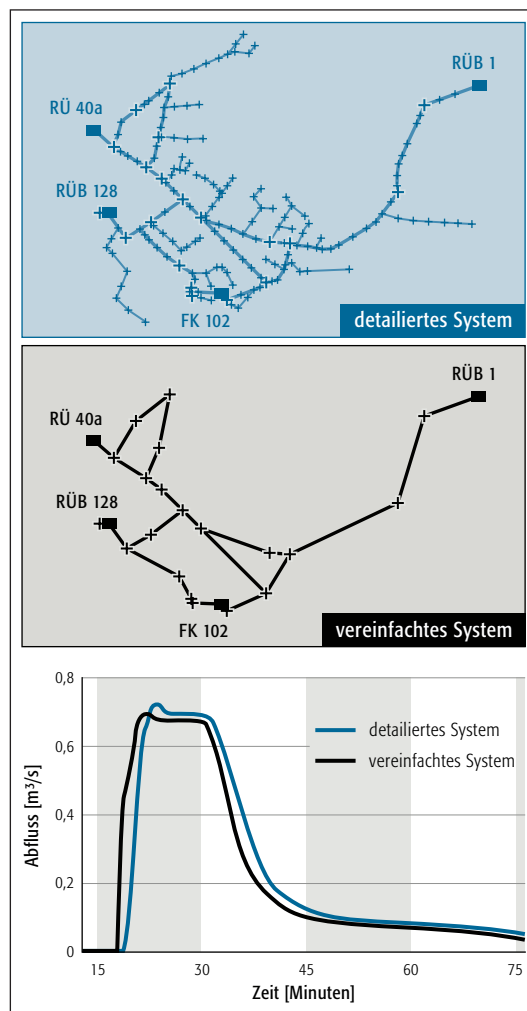 RÜB 1
RÜ 40a
RÜB 128
FK 102
detailiertes System
RÜB 1
RÜ 40a
RÜB 128
FK 102
vereinfachtes System
0,8
0,6
0,4
0,2
0
Abfluss [m³/s]
detailiertes System
vereinfachtes System
15 30 45 60 75
Zeit [Minuten]